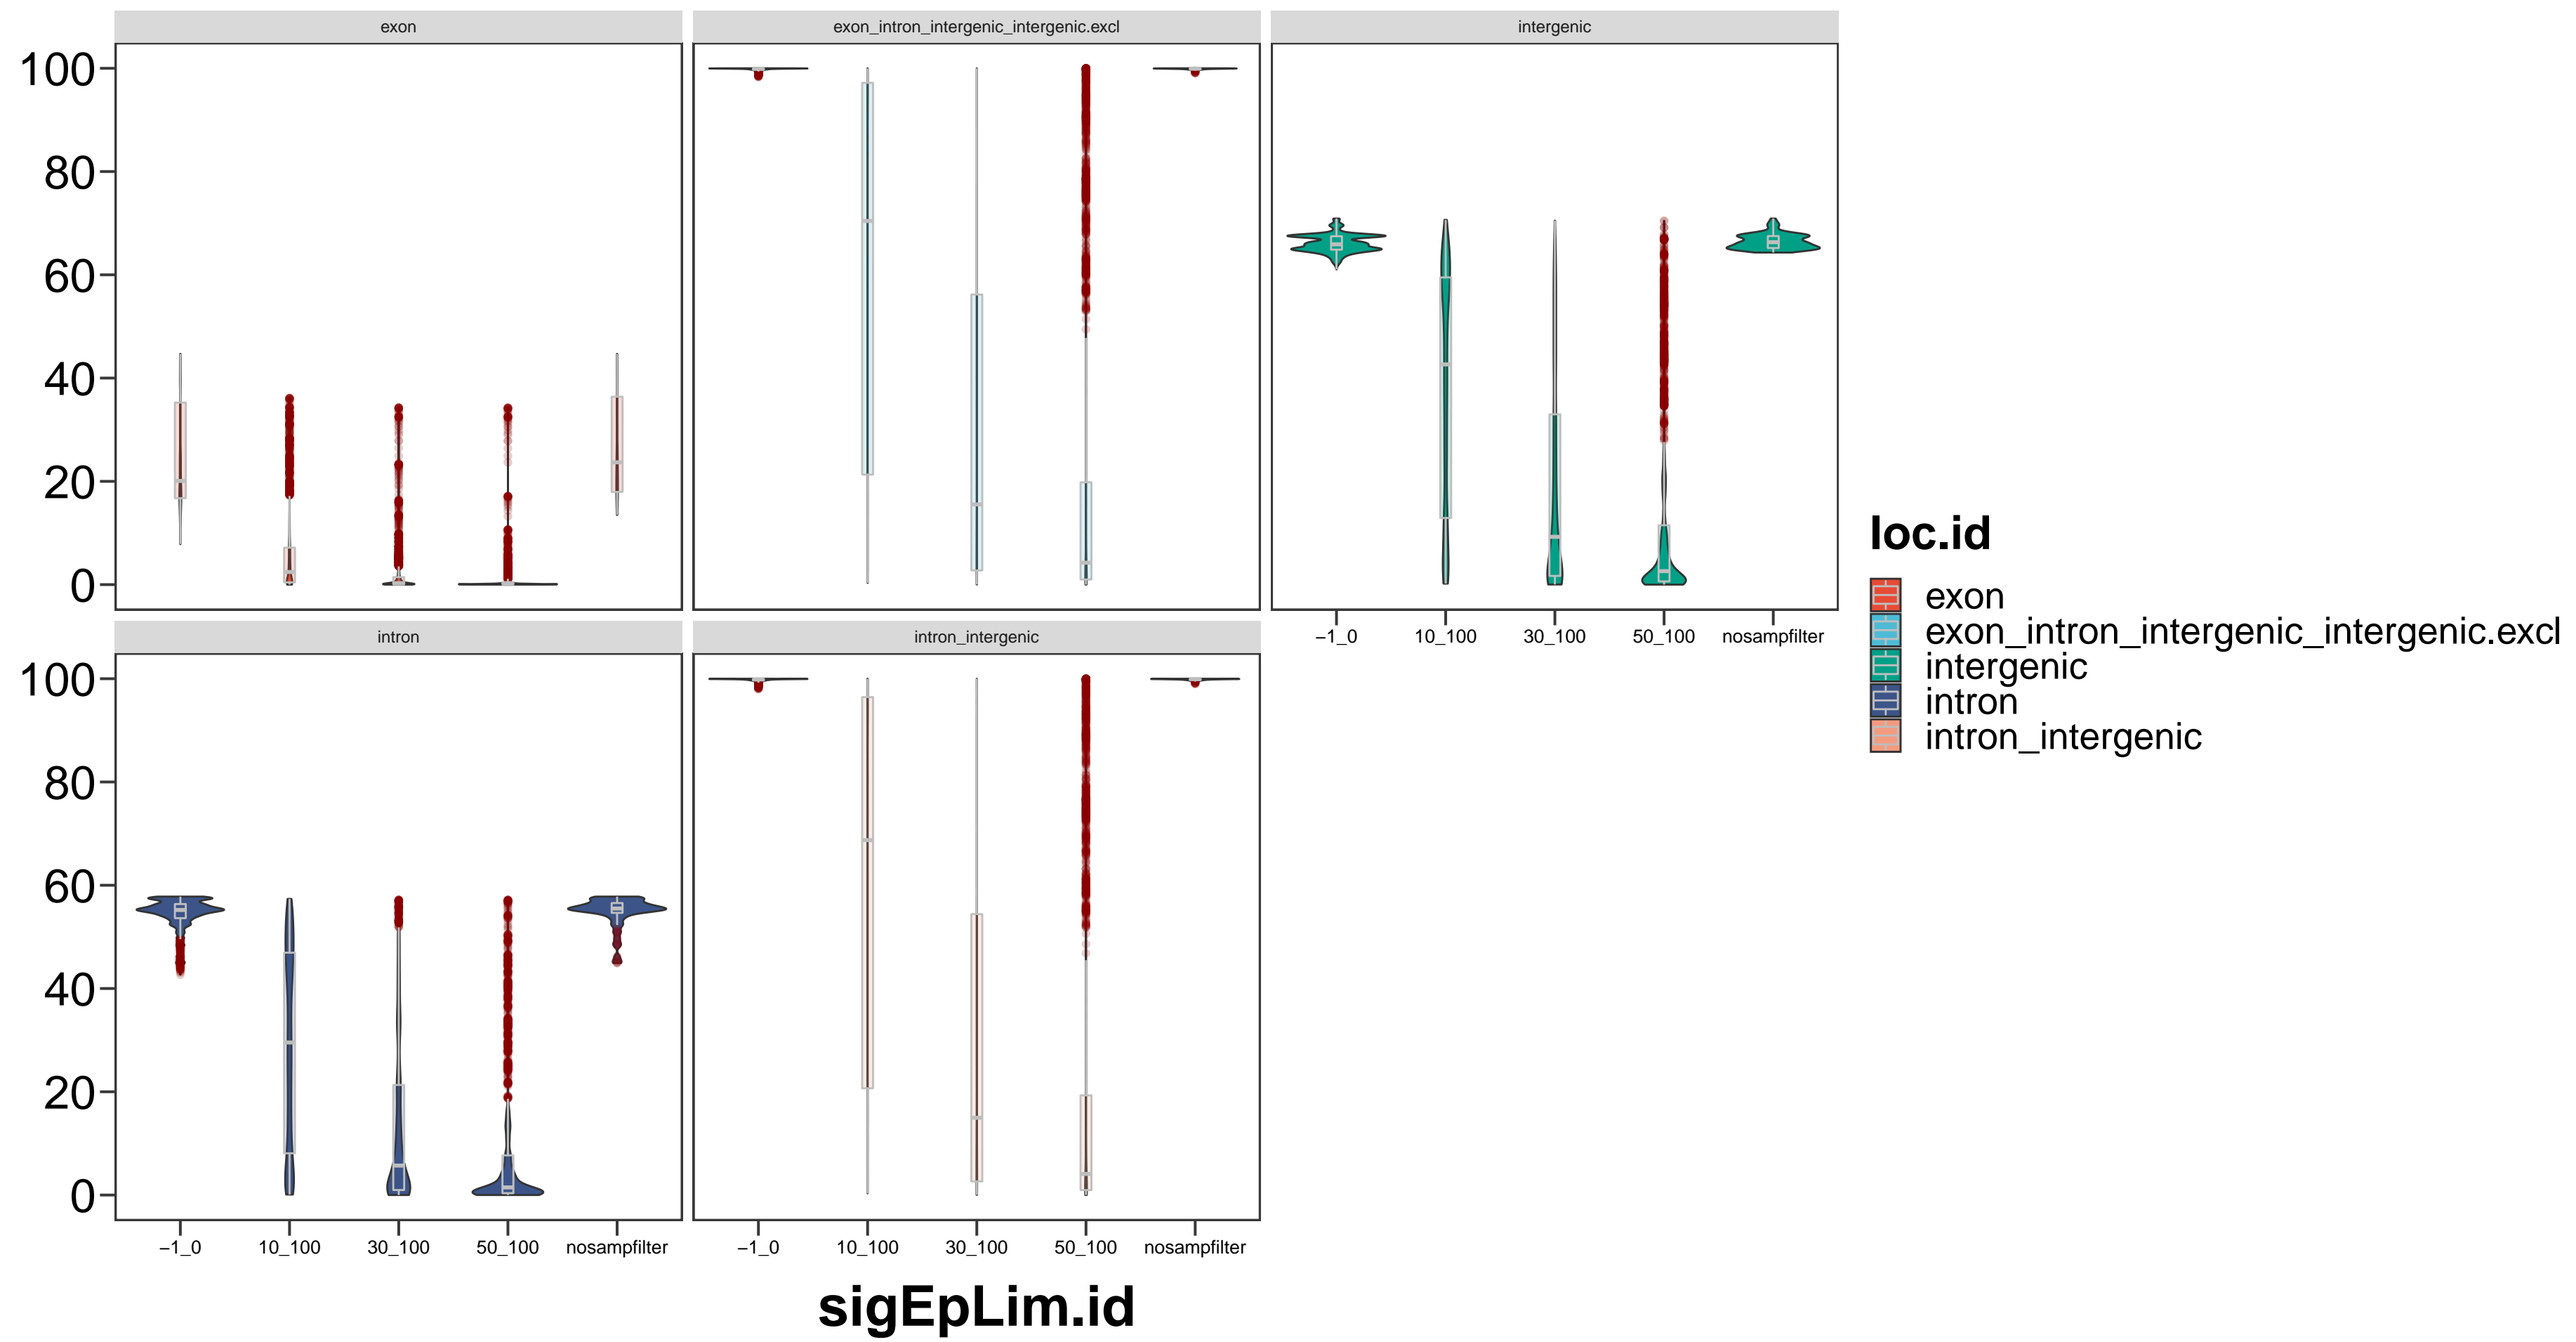 exon
exon_intron_intergenic_intergenic.excl
intergenic
100
80
60
40
20
0
−1_0 10_100 30_100 50_100 nosampfilter
intron
intron_intergenic
100
80
60
40
20
0
−1_0 10_100 30_100 50_100 nosampfilter
−1_0 10_100 30_100 50_100 nosampfilter
sigEpLim.id
loc.id
exon
exon_intron_intergenic_intergenic.excl
intergenic
intron
intron_intergenic